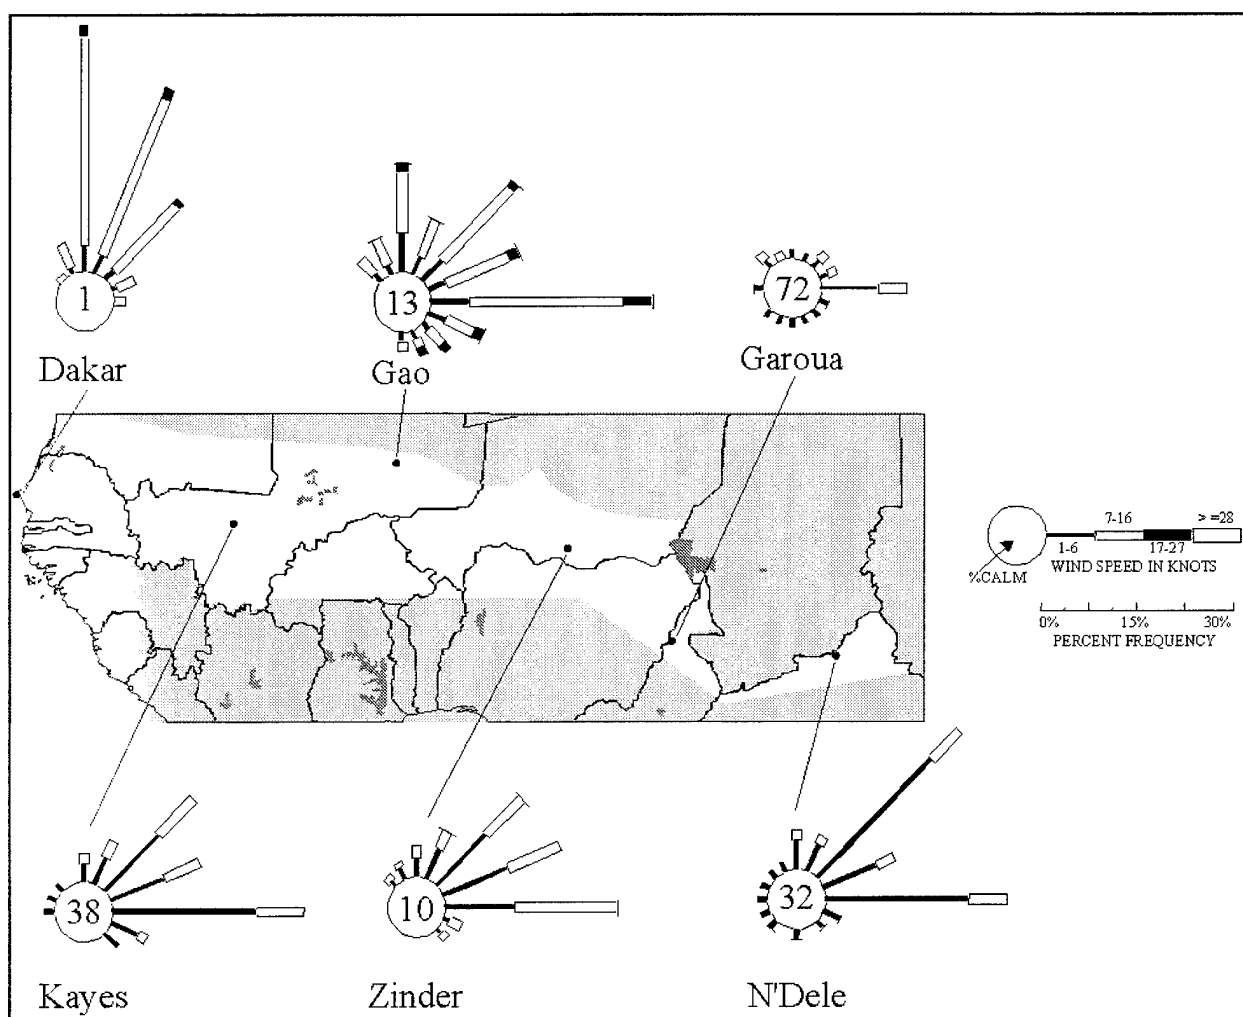 1
13
72
Dakar
Gao
Garoua
7-16
> =28
1-6
17-27
%CALM
WIND SPEED IN KNOTS
0%
15%
30%
PERCENT FREQUENCY
38
10
32
Kayes
Zinder
N'Dele